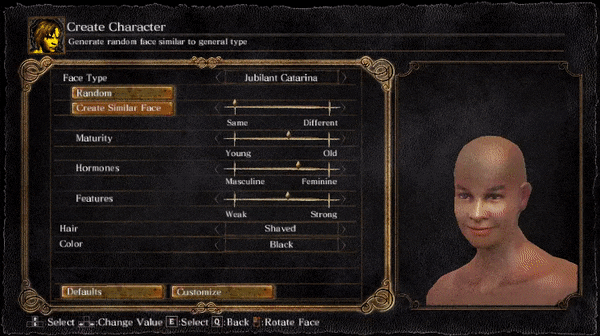 Create Character
Generate random face similar to general type
Face Type Jubilant Catarina
Random
Create Similar Face
Same Different
Maturity
Young Old
Hormones
Masculine Feminine
Features
Weak Strong
Hair Shaved
Color Black
Defaults Customize
:Select :Change Value E:Select Q:Back :Rotate Face